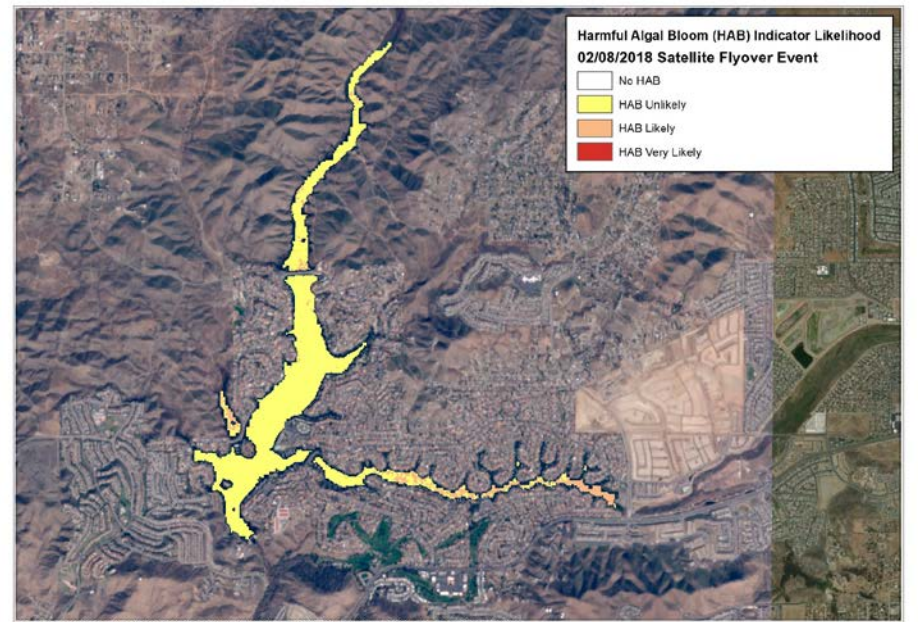 Harmful Algal Bloom (HAB) Indicator Likelihood
02/08/2018 Satellite Flyover Event
No HAB
HAB Unlikely
HAB Likely
HAB Very Likely